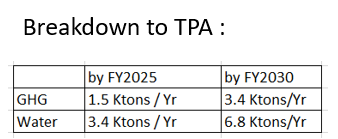 Breakdown to TPA :
by FY2025 by FY2030
GHG 1.5 Ktons / Yr 3.4 Ktons/Yr
Water 3.4 Ktons / Yr 6.8 Ktons/Yr